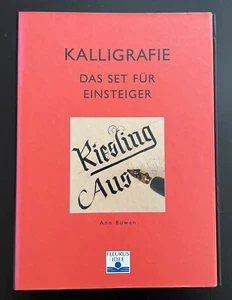 KALLIGRAFIE
DAS SET FÜR
EINSTEIGER
Riesling
Aus
Ann Bowen
FLEURUS
IDEE